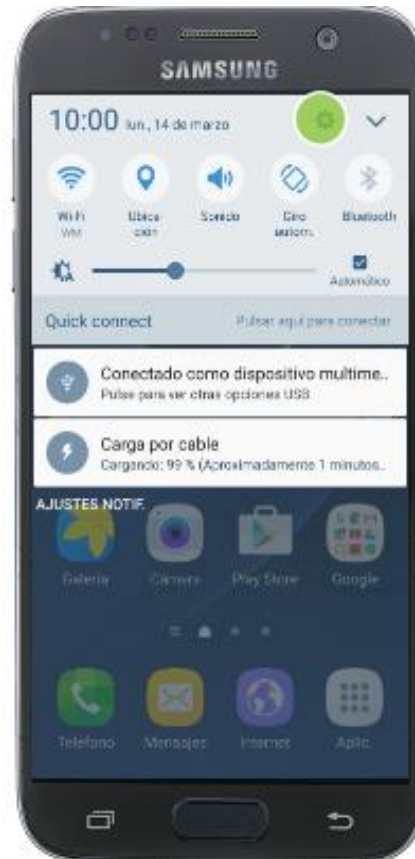 SAMSUNG
10:00 lun., 14 de marzo
Wi-Fi Ubica- Sonido Giro Bluetooth
ción autom.
Automático
Quick connect Pulsar aquí para conectar
Conectado como dispositivo multime..
Pulse para ver otras opciones USB
Carga por cable
Cargando: 99 % (Aproximadamente 1 minutos..
AJUSTES NOTIF.
Galería Cámara Play Store Google
Teléfono Mensajes Internet Aplic.